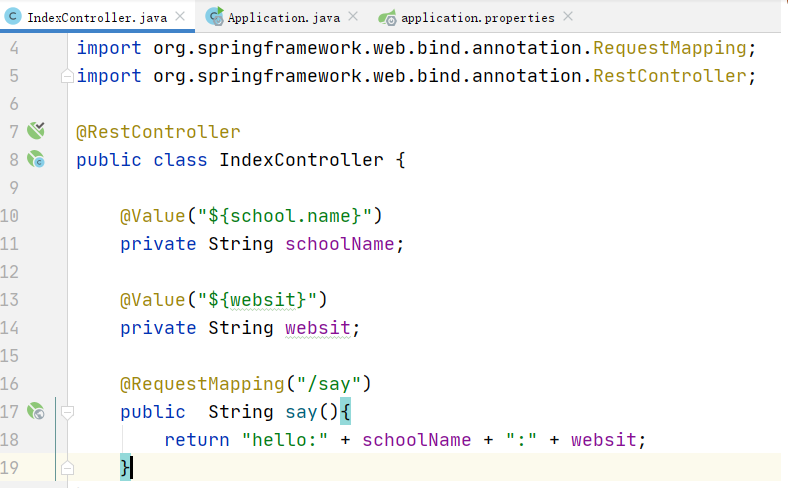 IndexController.java Application.java application.properties
4 import org.springframework.web.bind.annotation.RequestMapping;
5 import org.springframework.web.bind.annotation.RestController;
6
7 @RestController
8 public class IndexController {
9
10 @Value("${school.name}")
11 private String schoolName;
12
13 @Value("${websit}")
14 private String websit;
15
16 @RequestMapping("/say")
17 public  String say(){
18 return "hello:" + schoolName + ":" + websit;
19 }